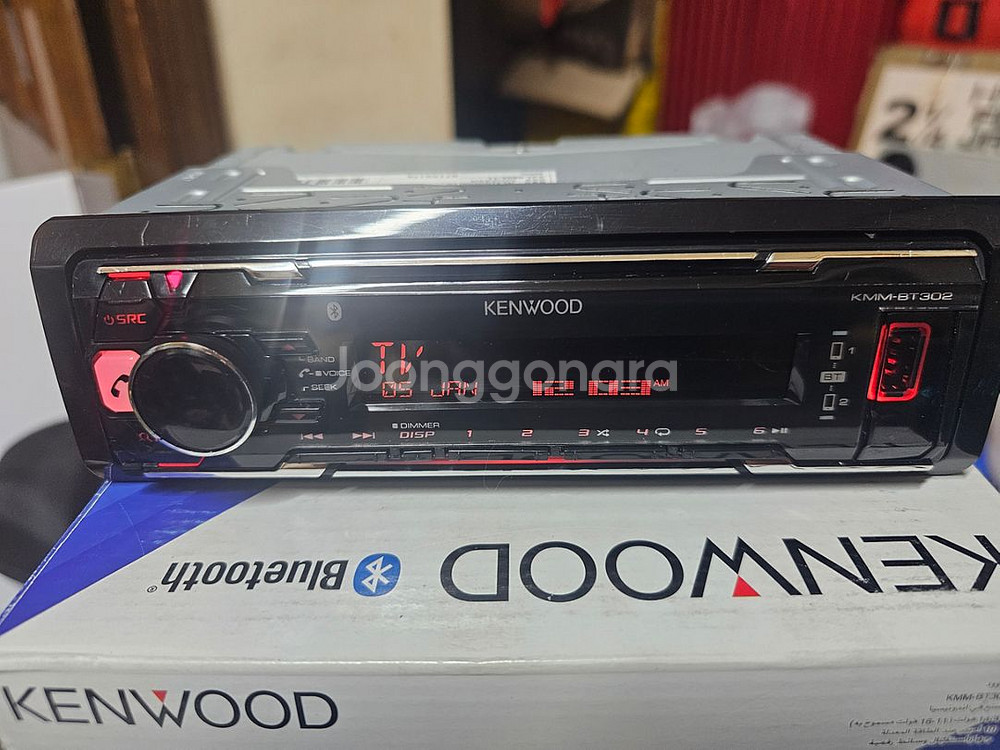 2
KENWOOD
KMM-BT302
SRC
BAND
VOICE
SEEK
Joonggonara
05 JAN 12 03 AM
1
BT
2
DIMMER
DISP 1 2 3 4 5 6
KENWOOD
Bluetooth®
KENWOOD